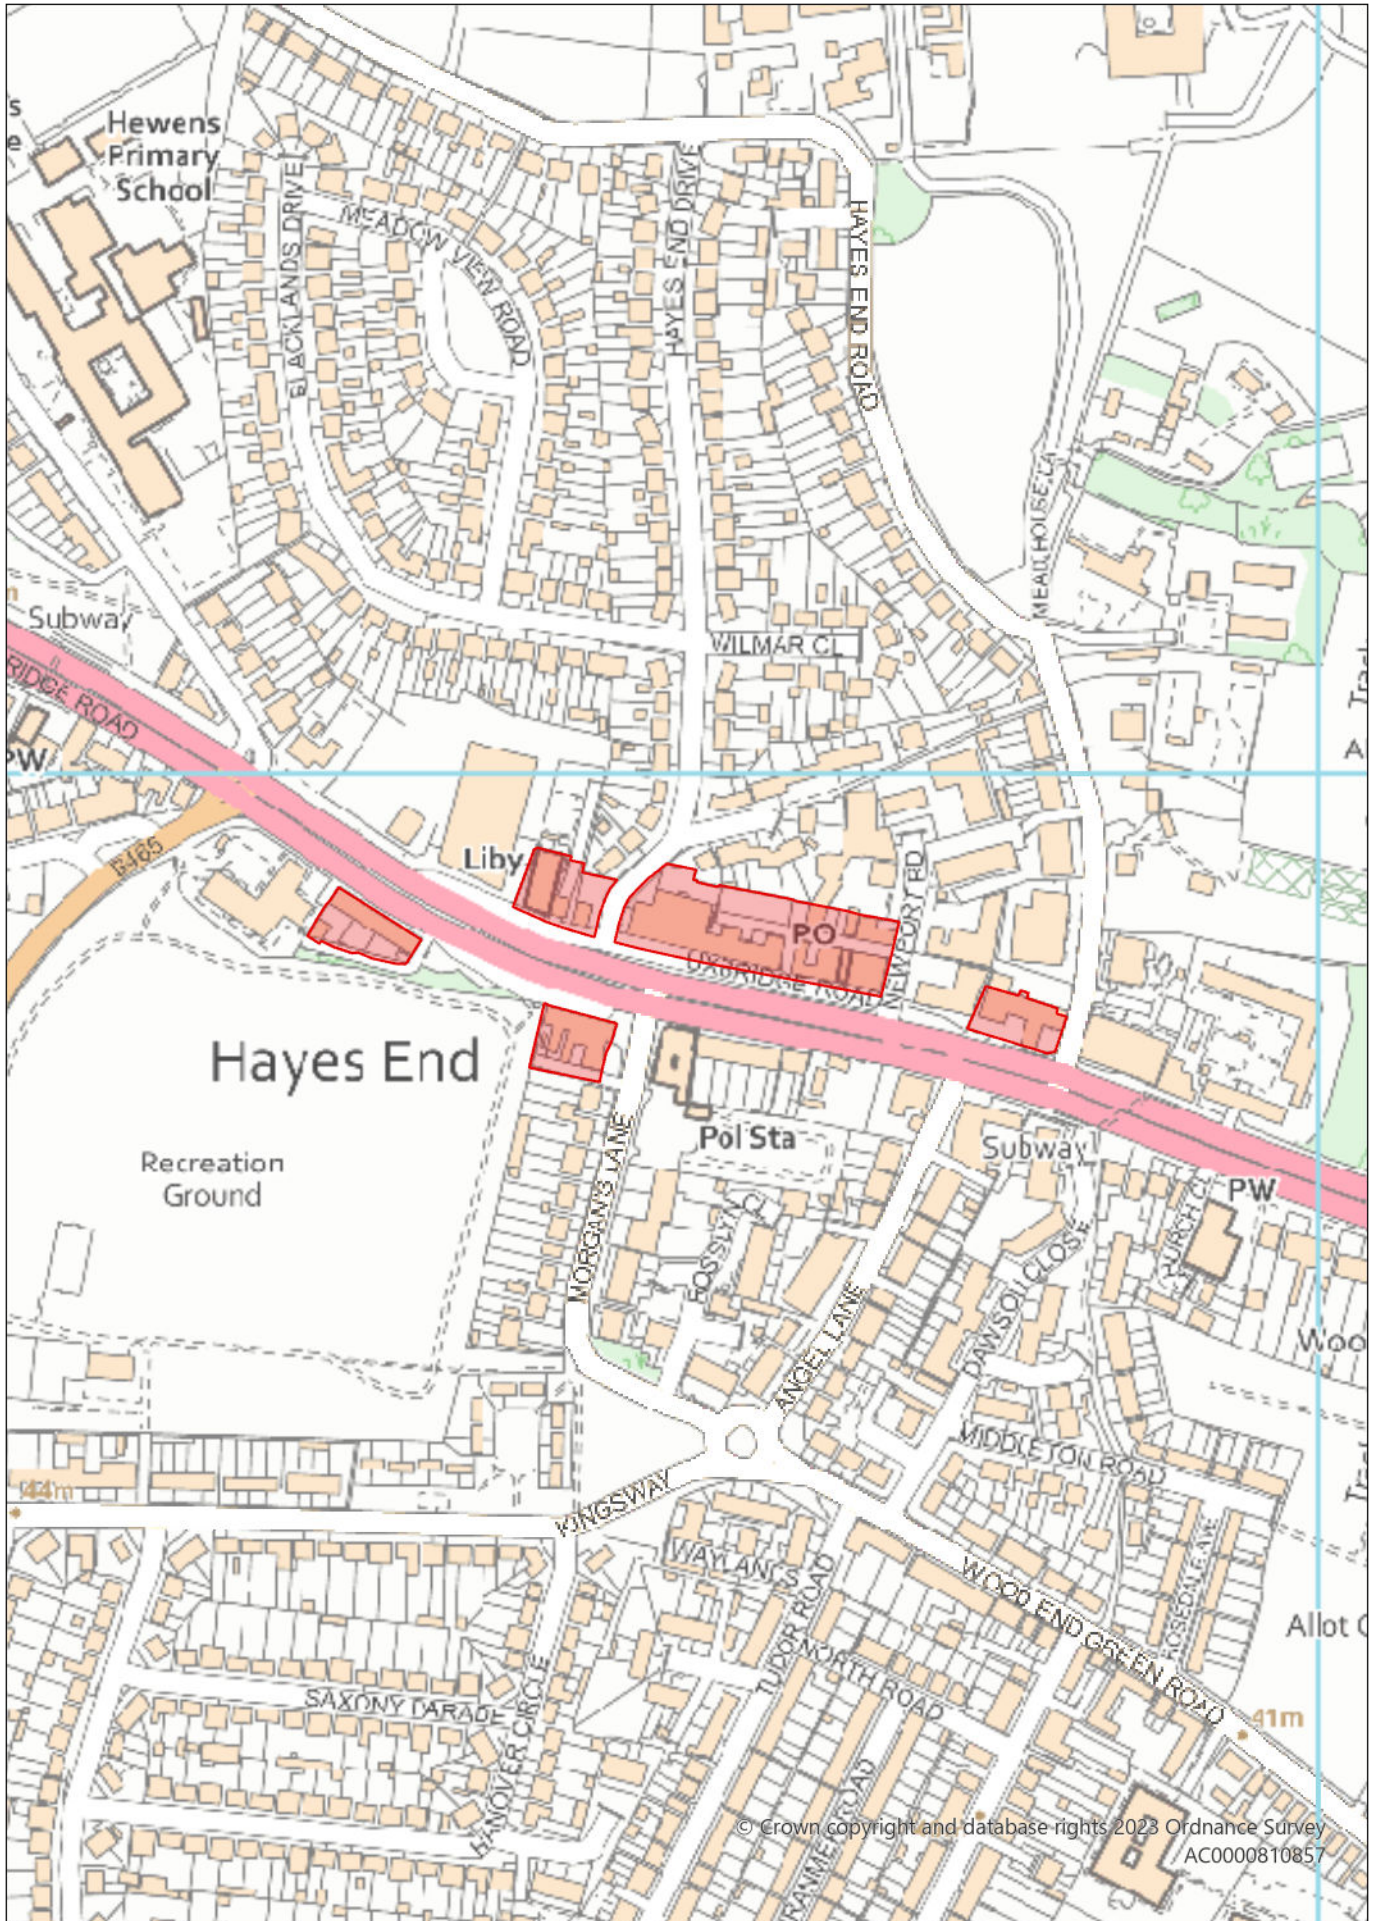 Hewens
Primary
School
BLACKLANDS DRIVE
MEADOW VIEW ROAD
HAYES END DRIVE
HAYES END ROAD
MEAD HOUSE LA
Subway
WILMAR CL
RIDGE ROAD
PW
B465
Liby
PO
UXBRIDGE ROAD
NEWPORT RD
Hayes End
Recreation
Ground
MORGAN'S LANE
Pol Sta
Subway
PW
ROSSLYN CL
CHURCH C
DAWSON CLOSE
ANGEL LANE
Woo
MIDDLETON ROAD
44m
KINGSWAY
WAYLANDS
TUDOR ROAD
NORTH ROAD
WOOD END GREEN ROAD
ROSEDALE AVE
Allot
SAXONY PARADE
HANOVER CIRCLE
41m
CRANMER ROAD
© Crown copyright and database rights 2023 Ordnance Survey
AC0000810857